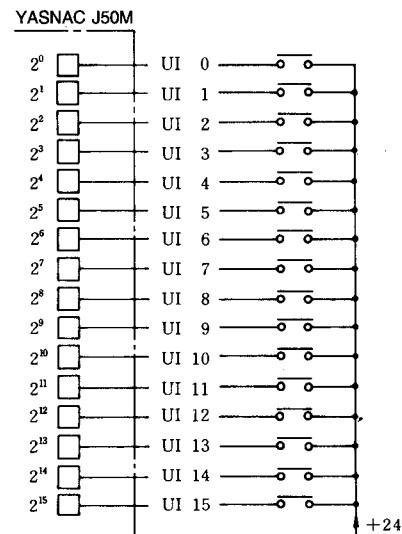 YASNAC J50M
2⁰ UI 0
2¹ UI 1
2² UI 2
2³ UI 3
2⁴ UI 4
2⁵ UI 5
2⁶ UI 6
2⁷ UI 7
2⁸ UI 8
2⁹ UI 9
2¹⁰ UI 10
2¹¹ UI 11
2¹² UI 12
2¹³ UI 13
2¹⁴ UI 14
2¹⁵ UI 15
+24